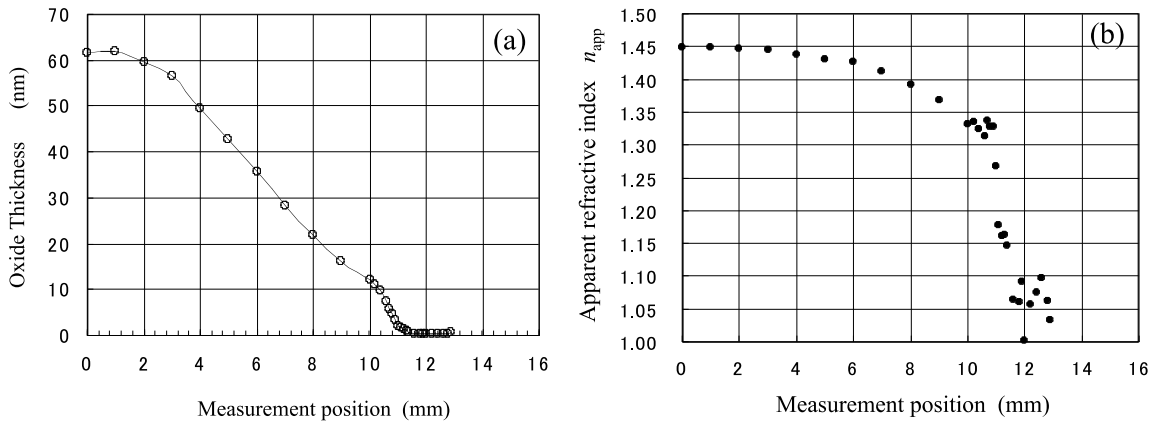 (a)
70
60
50
40
30
20
10
0
Oxide Thickness (nm)
0 2 4 6 8 10 12 14 16
Measurement position (mm)
(b)
1.50
1.45
1.40
1.35
1.30
1.25
1.20
1.15
1.10
1.05
1.00
Apparent refractive index n_app
0 2 4 6 8 10 12 14 16
Measurement position (mm)